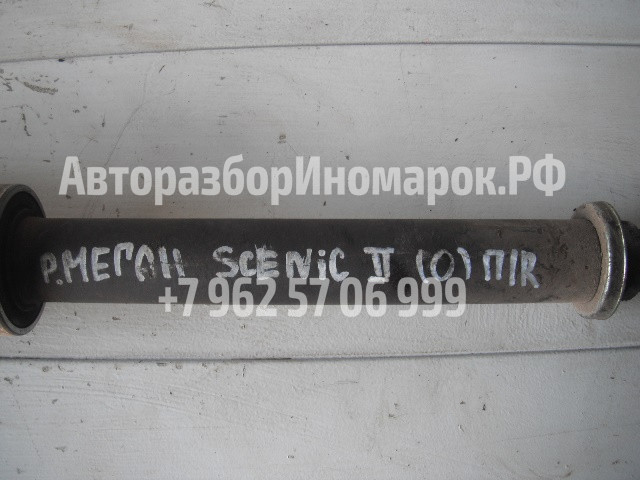 АвторазборИномарок.РФ
Р.МЕГАН SCENIC II (0) П/R
+7 962 57 06 999